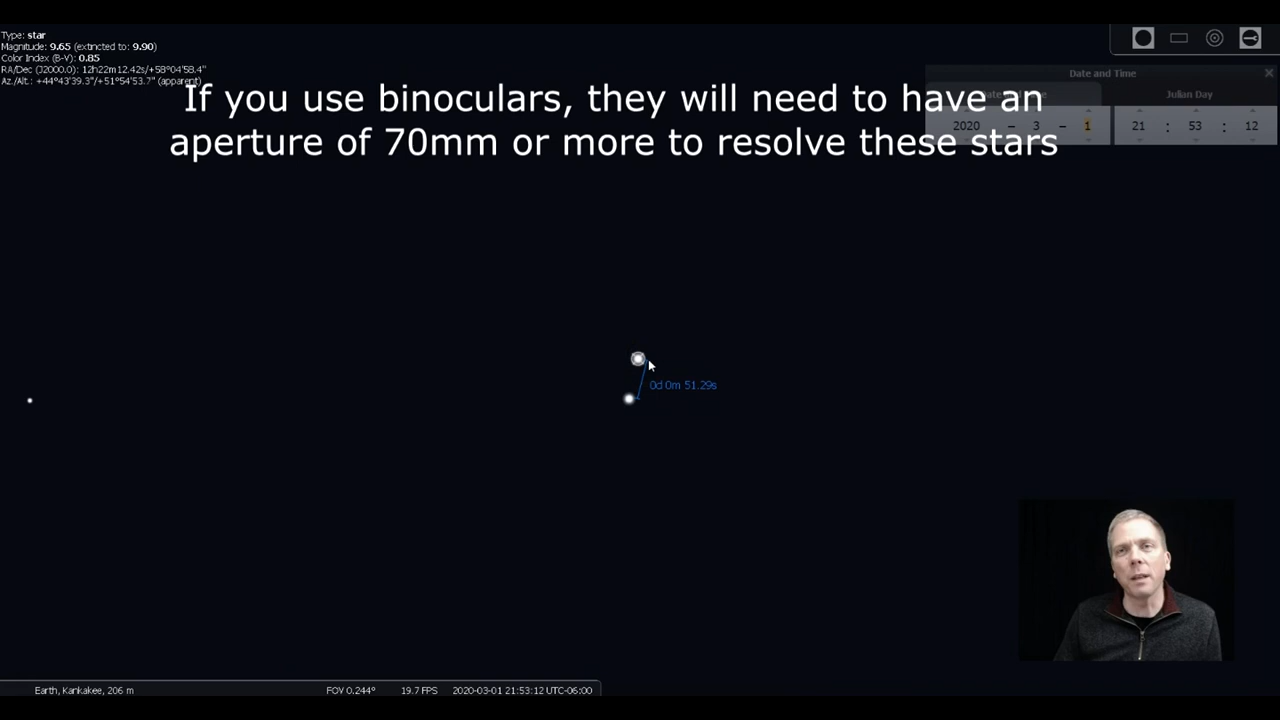 Type: star
Magnitude: 9.65 (extincted to: 9.90)
Color Index (B-V): 0.85
RA/Dec (J2000.0): 12h22m12.42s/+58°04'58.4"
Az./Alt.: +44°43'39.3"/+51°54'53.7" (apparent)
If you use binoculars, they will need to have an
aperture of 70mm or more to resolve these stars
Date and Time
Julian Day
2020 - 3 - 1
21 : 53 : 12
0d 0m 51.29s
Earth, Kankakee, 206 m
FOV 0.244°
19.7 FPS
2020-03-01 21:53:12 UTC-06:00